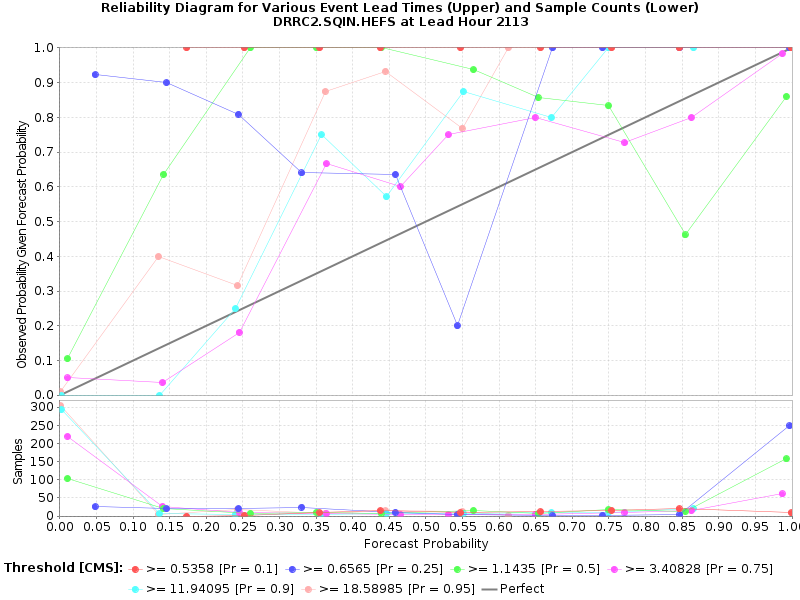 Reliability Diagram for Various Event Lead Times (Upper) and Sample Counts (Lower)
DRRC2.SQIN.HEFS at Lead Hour 2113
Observed Probability Given Forecast Probability
1.0
0.9
0.8
0.7
0.6
0.5
0.4
0.3
0.2
0.1
0.0
Samples
300
250
200
150
100
50
0
0.00 0.05 0.10 0.15 0.20 0.25 0.30 0.35 0.40 0.45 0.50 0.55 0.60 0.65 0.70 0.75 0.80 0.85 0.90 0.95 1.0
Forecast Probability
Threshold [CMS]: >= 0.5358 [Pr = 0.1] >= 0.6565 [Pr = 0.25] >= 1.1435 [Pr = 0.5] >= 3.40828 [Pr = 0.75]
>= 11.94095 [Pr = 0.9] >= 18.58985 [Pr = 0.95] Perfect